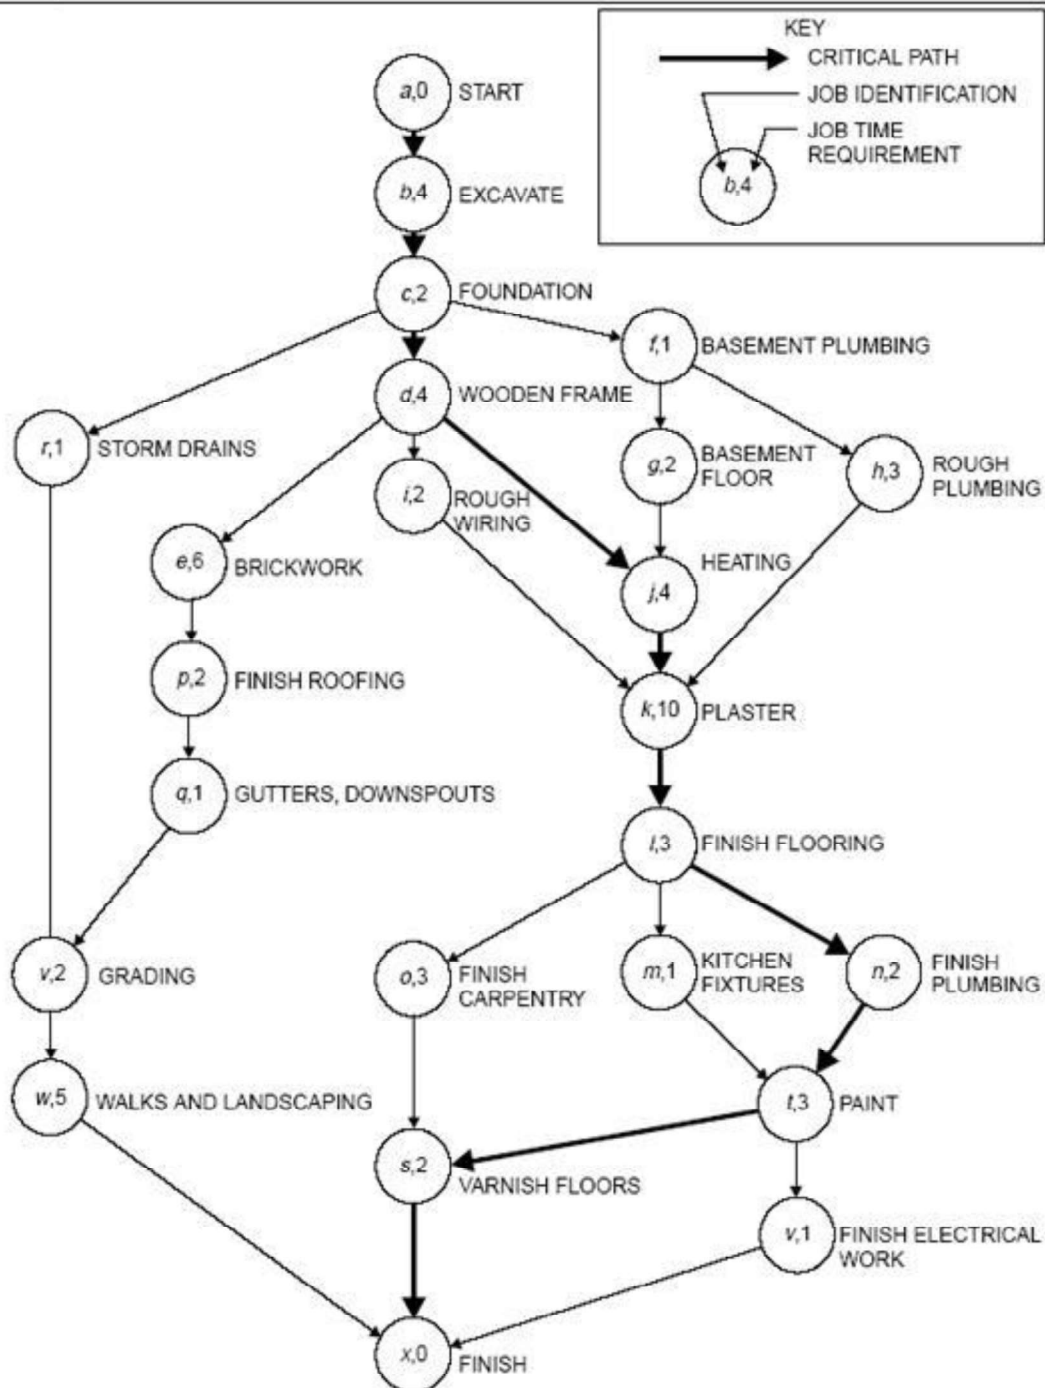 KEY
CRITICAL PATH
JOB IDENTIFICATION
JOB TIME
REQUIREMENT
b,4
a,0
START
b,4
EXCAVATE
c,2
FOUNDATION
f,1
BASEMENT PLUMBING
d,4
WOODEN FRAME
r,1
STORM DRAINS
g,2
BASEMENT
FLOOR
h,3
ROUGH
PLUMBING
i,2
ROUGH
WIRING
e,6
BRICKWORK
HEATING
j,4
p,2
FINISH ROOFING
k,10
PLASTER
q,1
GUTTERS, DOWNSPOUTS
l,3
FINISH FLOORING
v,2
GRADING
o,3
FINISH
CARPENTRY
m,1
KITCHEN
FIXTURES
n,2
FINISH
PLUMBING
w,5
WALKS AND LANDSCAPING
t,3
PAINT
s,2
VARNISH FLOORS
v,1
FINISH ELECTRICAL
WORK
x,0
FINISH